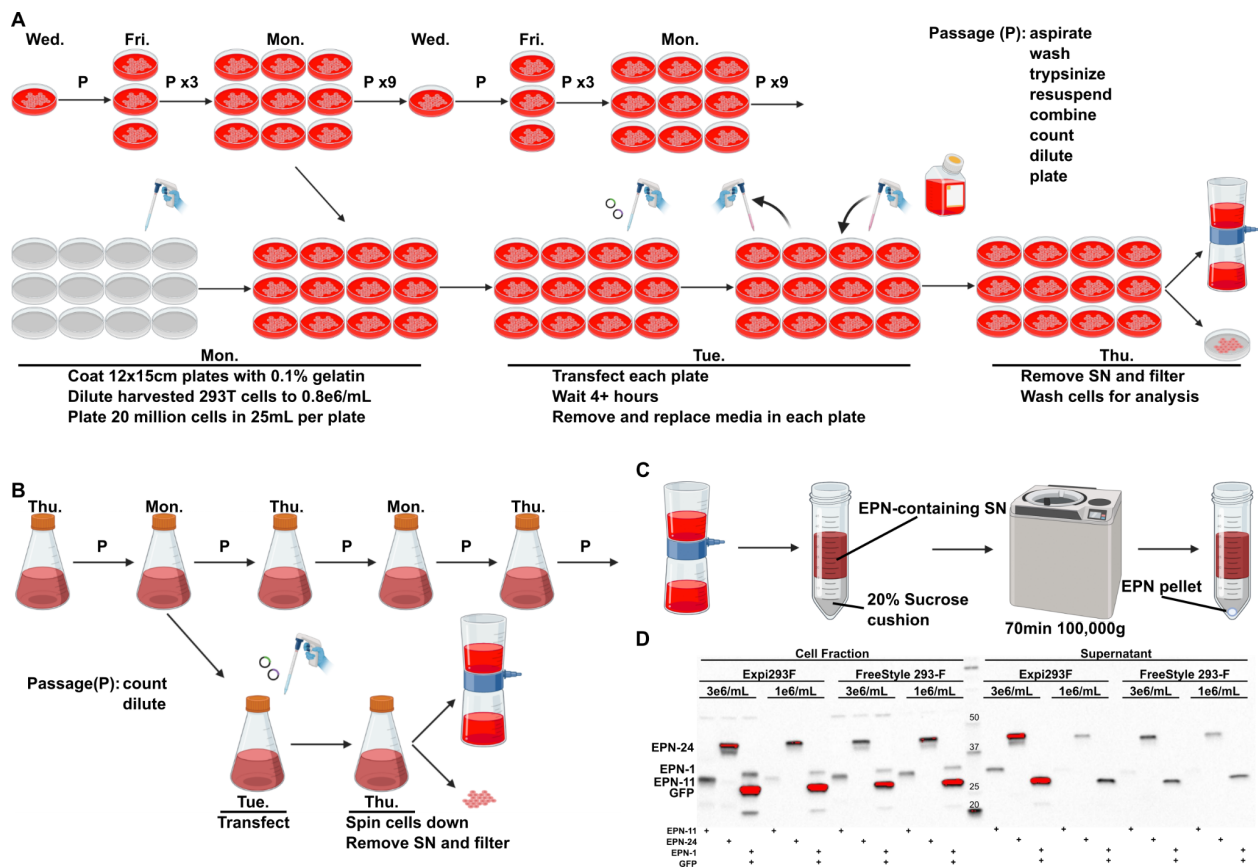 A
Wed.
Fri.
Mon.
Wed.
Fri.
Mon.
P
P x3
P x9
P
P x3
P x9
Passage (P): aspirate
wash
trypsinize
resuspend
combine
count
dilute
plate
Mon.
Coat 12x15cm plates with 0.1% gelatin
Dilute harvested 293T cells to 0.8e6/mL
Plate 20 million cells in 25mL per plate
Tue.
Transfect each plate
Wait 4+ hours
Remove and replace media in each plate
Thu.
Remove SN and filter
Wash cells for analysis
B
Thu.
Mon.
Thu.
Mon.
Thu.
P
P
P
P
P
Passage(P): count
dilute
Tue.
Transfect
Thu.
Spin cells down
Remove SN and filter
C
EPN-containing SN
20% Sucrose
cushion
70min 100,000g
EPN pellet
D
Cell Fraction
Supernatant
Expi293F
FreeStyle 293-F
Expi293F
FreeStyle 293-F
3e6/mL
1e6/mL
3e6/mL
1e6/mL
3e6/mL
1e6/mL
3e6/mL
1e6/mL
50
37
25
20
EPN-24
EPN-1
EPN-11
GFP
EPN-11 + + + + + + + +
EPN-24 + + + + + + + +
EPN-1 + + + + + + + +
GFP + + + + + + + +